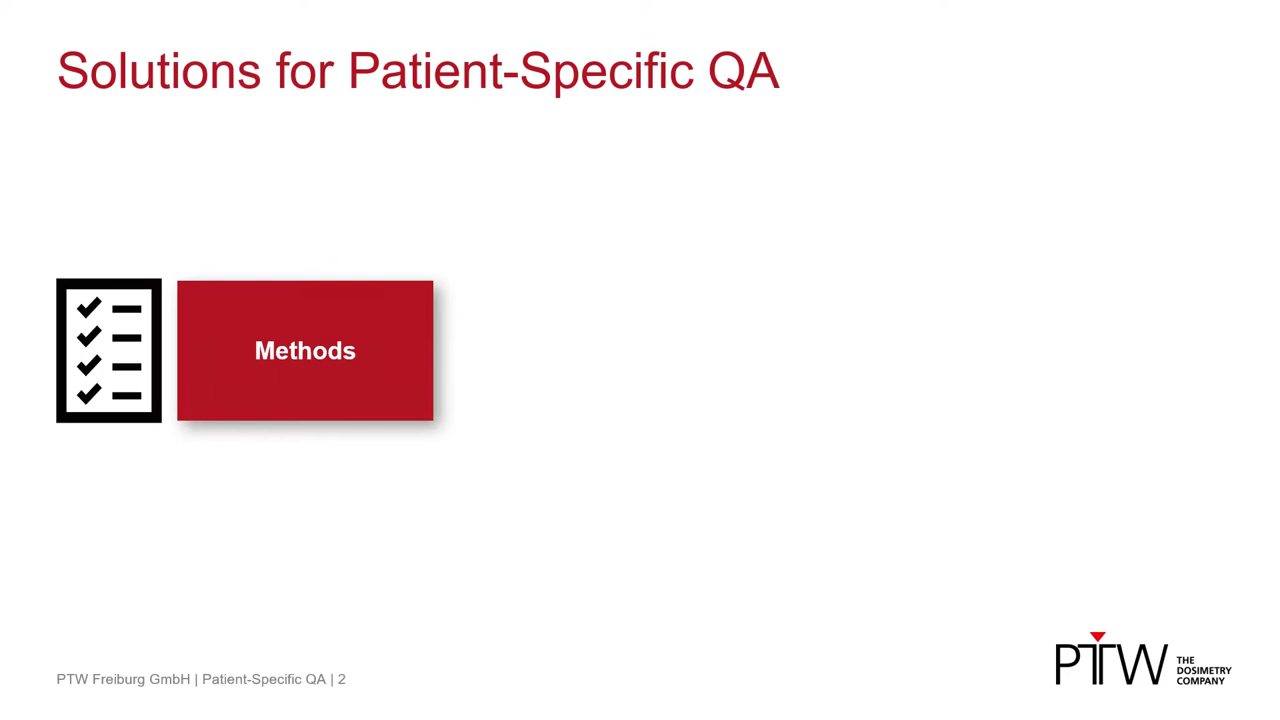 Solutions for Patient-Specific QA
Methods
PTW Freiburg GmbH | Patient-Specific QA | 2
PTW
THE
DOSIMETRY
COMPANY